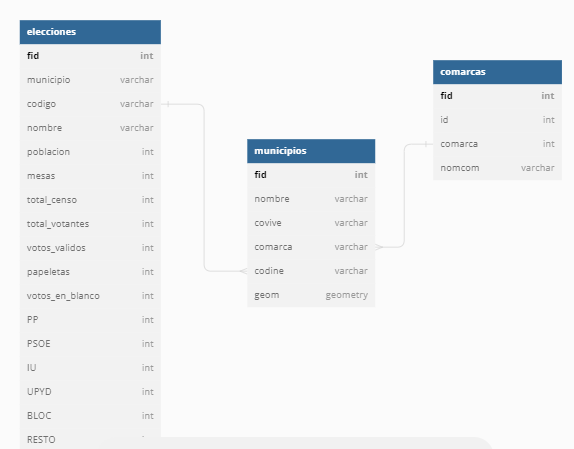 elecciones
fid int
municipio varchar
codigo varchar
nombre varchar
poblacion int
mesas int
total_censo int
total_votantes int
votos_validos int
papeletas int
votos_en_blanco int
PP int
PSOE int
IU int
UPYD int
BLOC int
RESTO
municipios
fid int
nombre varchar
covive varchar
comarca varchar
codine varchar
geom geometry
comarcas
fid int
id int
comarca int
nomcom varchar